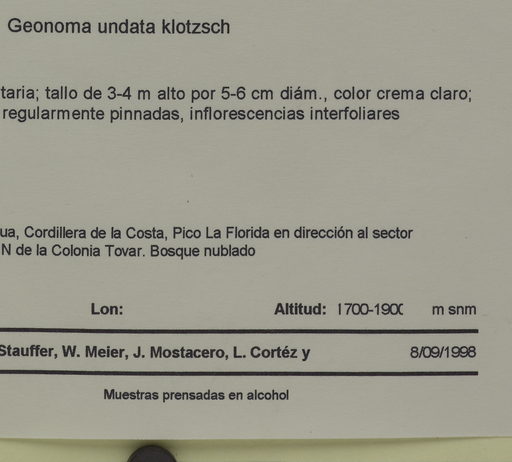 Geonoma undata klotzsch
taria; tallo de 3-4 m alto por 5-6 cm diám., color crema claro;
regularmente pinnadas, inflorescencias interfoliares
ua, Cordillera de la Costa, Pico La Florida en dirección al sector
N de la Colonia Tovar. Bosque nublado
Lon: Altitud: 1700-1900 m snm
Stauffer, W. Meier, J. Mostacero, L. Cortéz y 8/09/1998
Muestras prensadas en alcohol